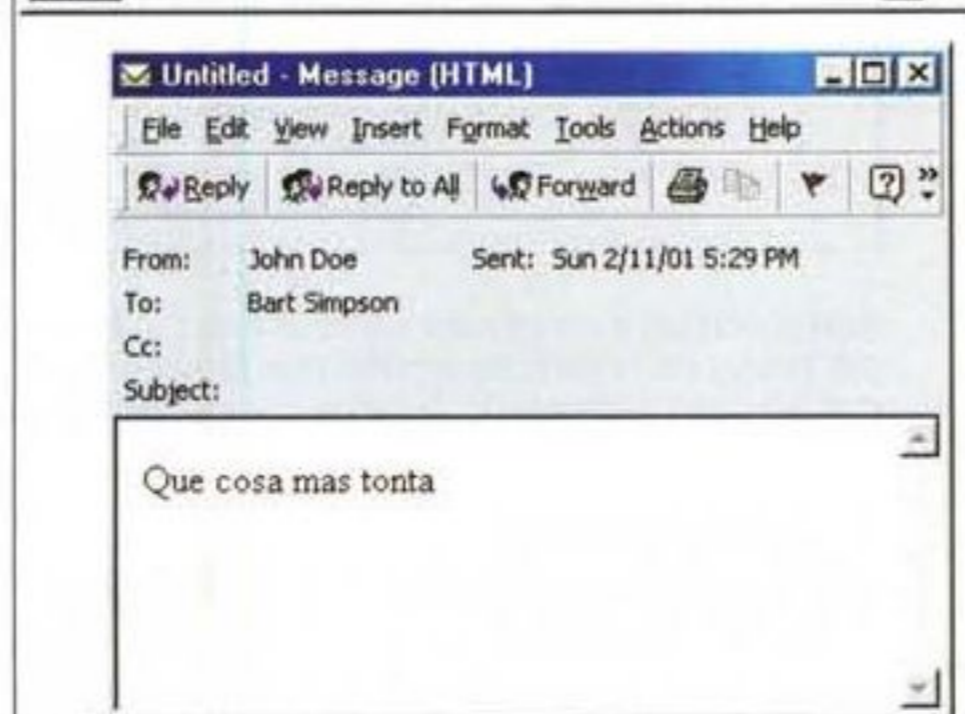 Untitled - Message (HTML)
File Edit View Insert Format Tools Actions Help
Reply Reply to All Forward
From: John Doe Sent: Sun 2/11/01 5:29 PM
To: Bart Simpson
Cc:
Subject:
Que cosa mas tonta